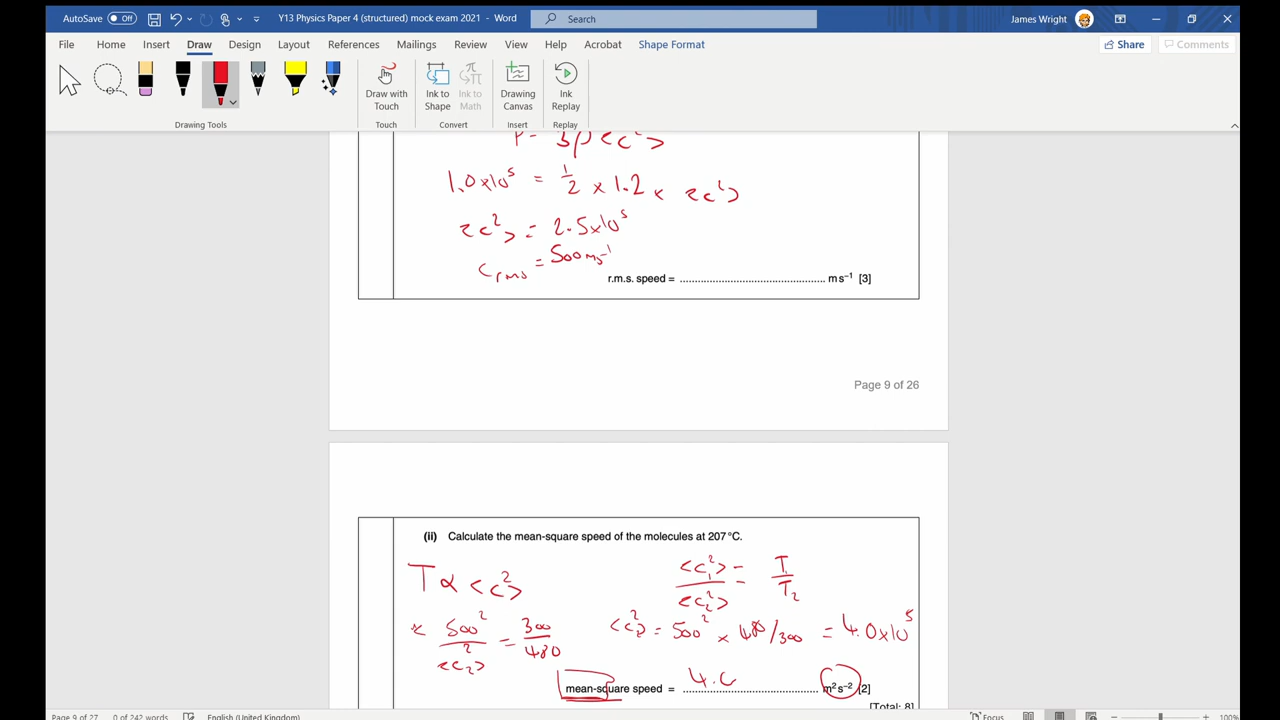 AutoSave Off Y13 Physics Paper 4 (structured) mock exam 2021 - Word Search James Wright
File Home Insert Draw Design Layout References Mailings Review View Help Acrobat Shape Format Share Comments
Draw with Touch Ink to Shape Ink to Math Drawing Canvas Ink Replay
Drawing Tools Touch Convert Insert Replay
1.0×10⁵ = 1/2 × 1.2 × <c²>
<c²> = 2.5×10⁵
c rms = 500ms⁻¹
r.m.s. speed = ................................................ m s⁻¹ [3]
Page 9 of 26
(ii) Calculate the mean-square speed of the molecules at 207 °C.
T ∝ <c²>
<c₁²> / <c₂²> = T₁ / T₂
500² / <c₂²> = 300 / 480
<c₂²> = 500² × 480/300 = 4.0×10⁵
mean-square speed = 4.0 ............................................ m² s⁻² [2]
[Total: 8]
Page 9 of 27 0 of 242 words English (United Kingdom) Focus 100%